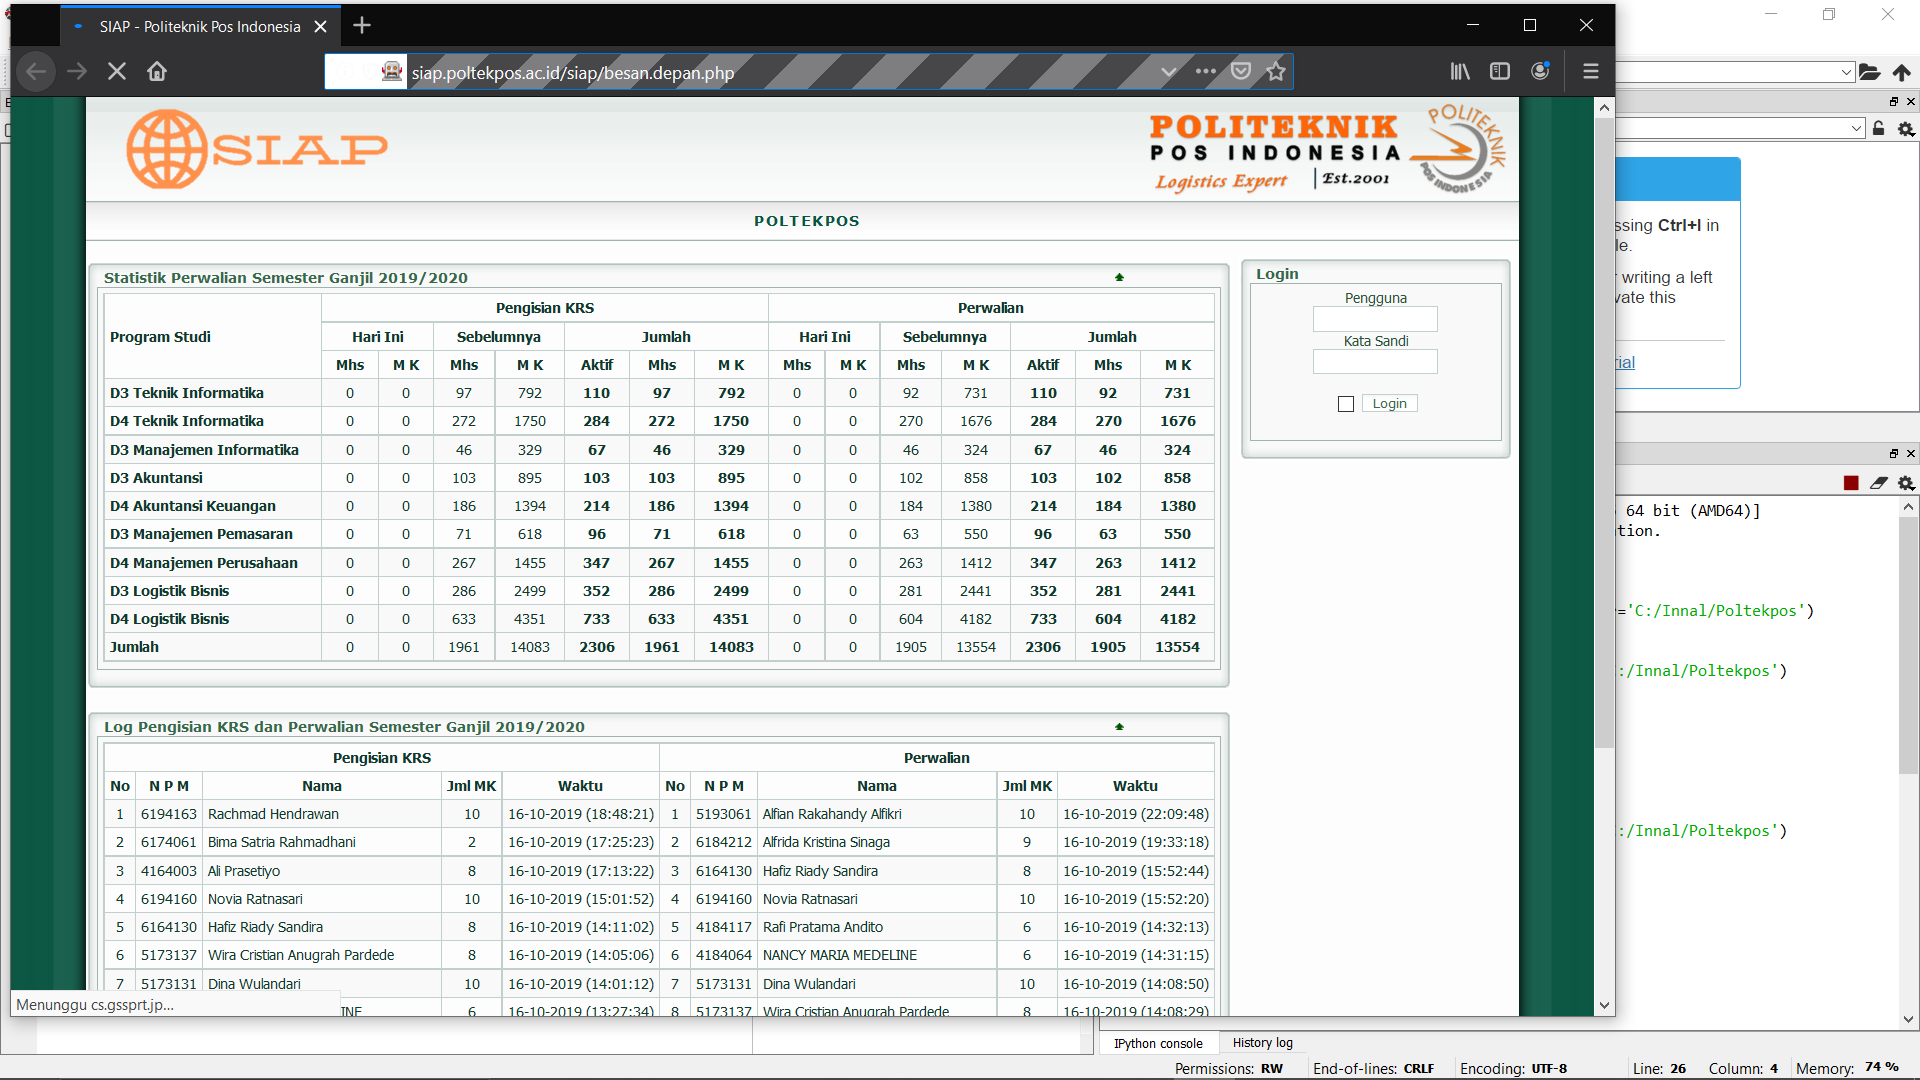 SIAP - Politeknik Pos Indonesia
siap.poltekpos.ac.id/siap/besan.depan.php
SIAP
POLITEKNIK
POS INDONESIA
Logistics Expert Est.2001
POLITEKNIK
POS INDONESIA
POLTEKPOS
Statistik Perwalian Semester Ganjil 2019/2020
Program Studi Pengisian KRS Perwalian
Hari Ini Sebelumnya Jumlah Hari Ini Sebelumnya Jumlah
Mhs M K Mhs M K Aktif Mhs M K Mhs M K Mhs M K Aktif Mhs M K
D3 Teknik Informatika 0 0 97 792 110 97 792 0 0 92 731 110 92 731
D4 Teknik Informatika 0 0 272 1750 284 272 1750 0 0 270 1676 284 270 1676
D3 Manajemen Informatika 0 0 46 329 67 46 329 0 0 46 324 67 46 324
D3 Akuntansi 0 0 103 895 103 103 895 0 0 102 858 103 102 858
D4 Akuntansi Keuangan 0 0 186 1394 214 186 1394 0 0 184 1380 214 184 1380
D3 Manajemen Pemasaran 0 0 71 618 96 71 618 0 0 63 550 96 63 550
D4 Manajemen Perusahaan 0 0 267 1455 347 267 1455 0 0 263 1412 347 263 1412
D3 Logistik Bisnis 0 0 286 2499 352 286 2499 0 0 281 2441 352 281 2441
D4 Logistik Bisnis 0 0 633 4351 733 633 4351 0 0 604 4182 733 604 4182
Jumlah 0 0 1961 14083 2306 1961 14083 0 0 1905 13554 2306 1905 13554
Login
Pengguna
Kata Sandi
Login
Log Pengisian KRS dan Perwalian Semester Ganjil 2019/2020
Pengisian KRS Perwalian
No N P M Nama Jml MK Waktu No N P M Nama Jml MK Waktu
1 6194163 Rachmad Hendrawan 10 16-10-2019 (18:48:21) 1 5193061 Alfian Rakahandy Alfikri 10 16-10-2019 (22:09:48)
2 6174061 Bima Satria Rahmadhani 2 16-10-2019 (17:25:23) 2 6184212 Alfrida Kristina Sinaga 9 16-10-2019 (19:33:18)
3 4164003 Ali Prasetiyo 8 16-10-2019 (17:13:22) 3 6164130 Hafiz Riady Sandira 8 16-10-2019 (15:52:44)
4 6194160 Novia Ratnasari 10 16-10-2019 (15:01:52) 4 6194160 Novia Ratnasari 10 16-10-2019 (15:52:20)
5 6164130 Hafiz Riady Sandira 8 16-10-2019 (14:11:02) 5 4184117 Rafi Pratama Andito 6 16-10-2019 (14:32:13)
6 5173137 Wira Cristian Anugrah Pardede 8 16-10-2019 (14:05:06) 6 4184064 NANCY MARIA MEDELINE 6 16-10-2019 (14:31:15)
7 5173131 Dina Wulandari 10 16-10-2019 (14:01:12) 7 5173131 Dina Wulandari 10 16-10-2019 (14:08:50)
INE 6 16-10-2019 (13:27:34) 8 5173137 Wira Cristian Anugrah Pardede 8 16-10-2019 (14:08:29)
Menunggu cs.gssprt.jp...
ssing Ctrl+I in
le.
writing a left
vate this
rial
64 bit (AMD64)]
tion.
='C:/Innal/Poltekpos')
:/Innal/Poltekpos')
:/Innal/Poltekpos')
IPython console History log
Permissions: RW End-of-lines: CRLF Encoding: UTF-8 Line: 26 Column: 4 Memory: 74 %